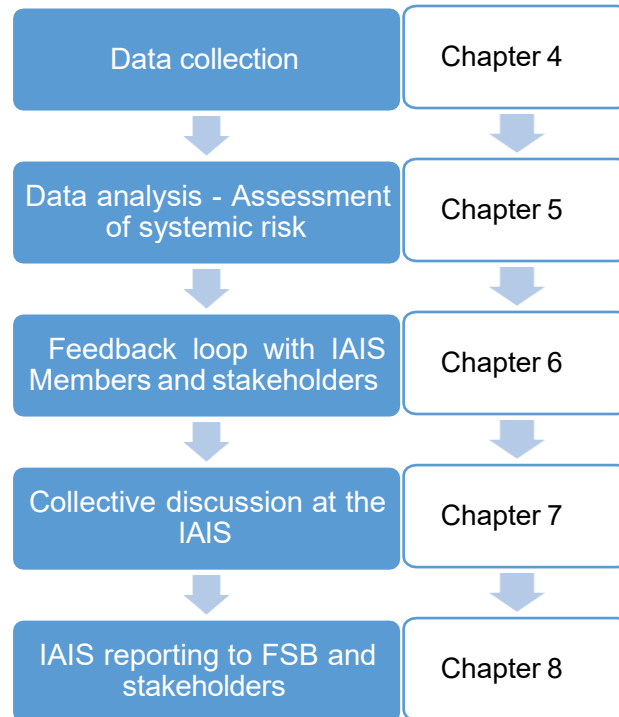 Data collection
Chapter 4
Data analysis - Assessment
of systemic risk
Chapter 5
Feedback loop with IAIS
Members and stakeholders
Chapter 6
Collective discussion at the
IAIS
Chapter 7
IAIS reporting to FSB and
stakeholders
Chapter 8